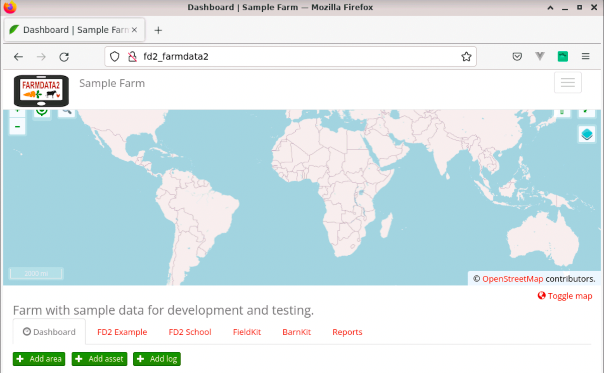 Dashboard | Sample Farm — Mozilla Firefox
Dashboard | Sample Farm
fd2_farmdata2
FARMDATA2
Sample Farm
© OpenStreetMap contributors.
Toggle map
Farm with sample data for development and testing.
Dashboard FD2 Example FD2 School FieldKit BarnKit Reports
Add area Add asset Add log